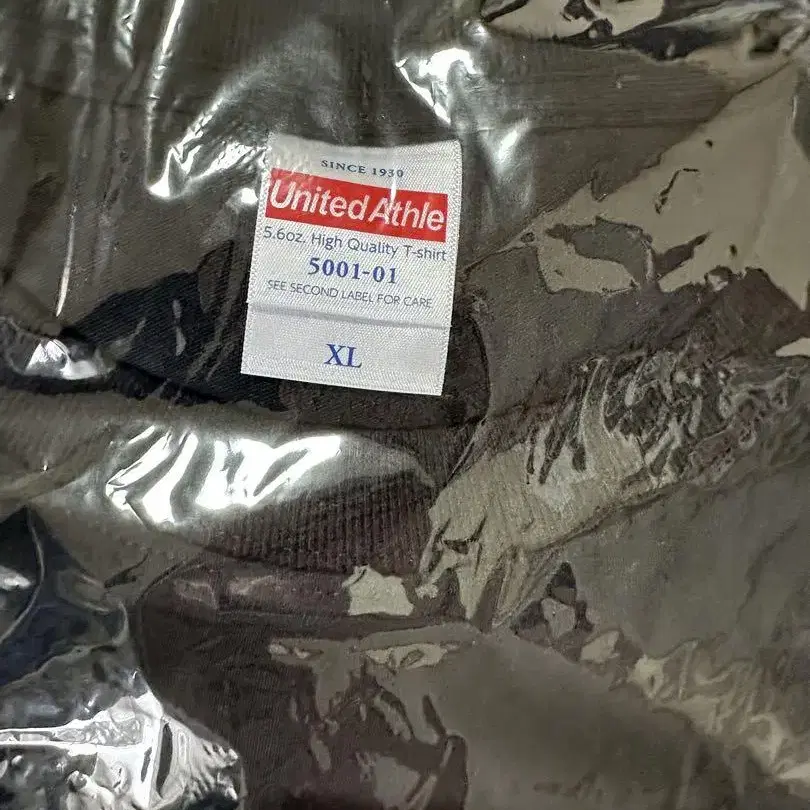 SINCE 1930
United Athle
5.6oz. High Quality T-shirt
5001-01
SEE SECOND LABEL FOR CARE
XL